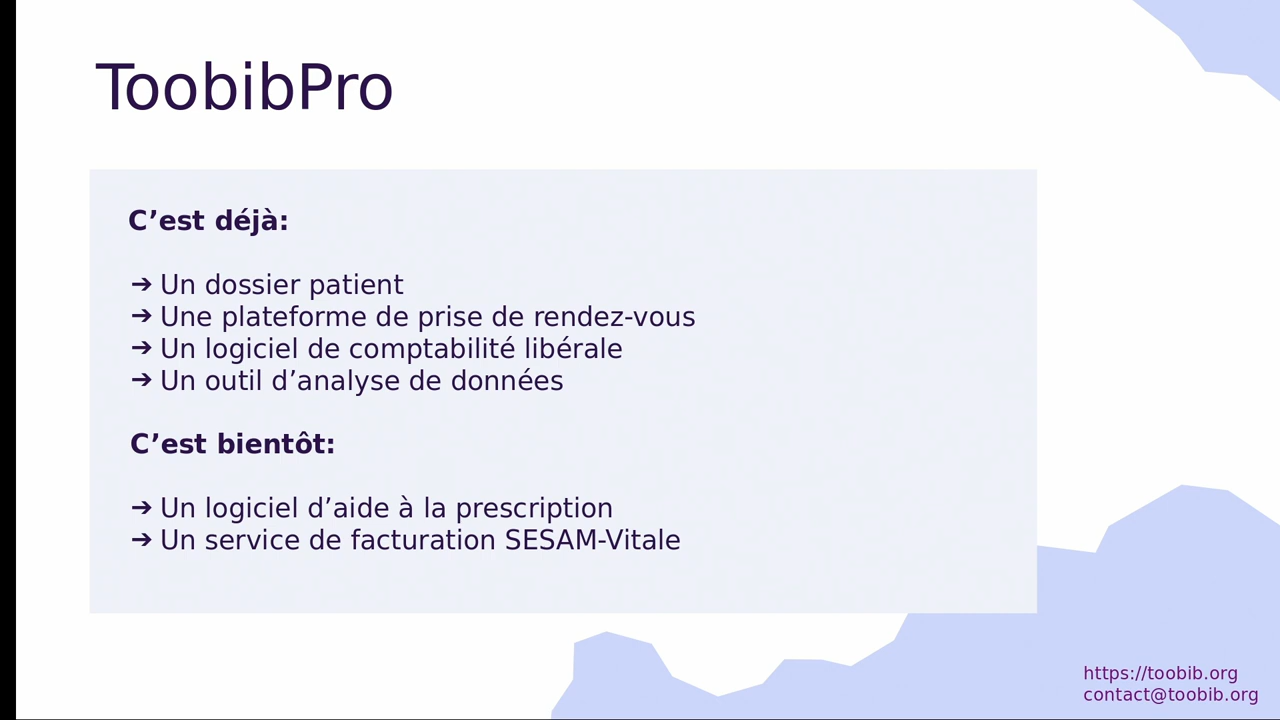 ToobibPro
C’est déjà:
➔ Un dossier patient
➔ Une plateforme de prise de rendez-vous
➔ Un logiciel de comptabilité libérale
➔ Un outil d’analyse de données
C’est bientôt:
➔ Un logiciel d’aide à la prescription
➔ Un service de facturation SESAM-Vitale
https://toobib.org
contact@toobib.org